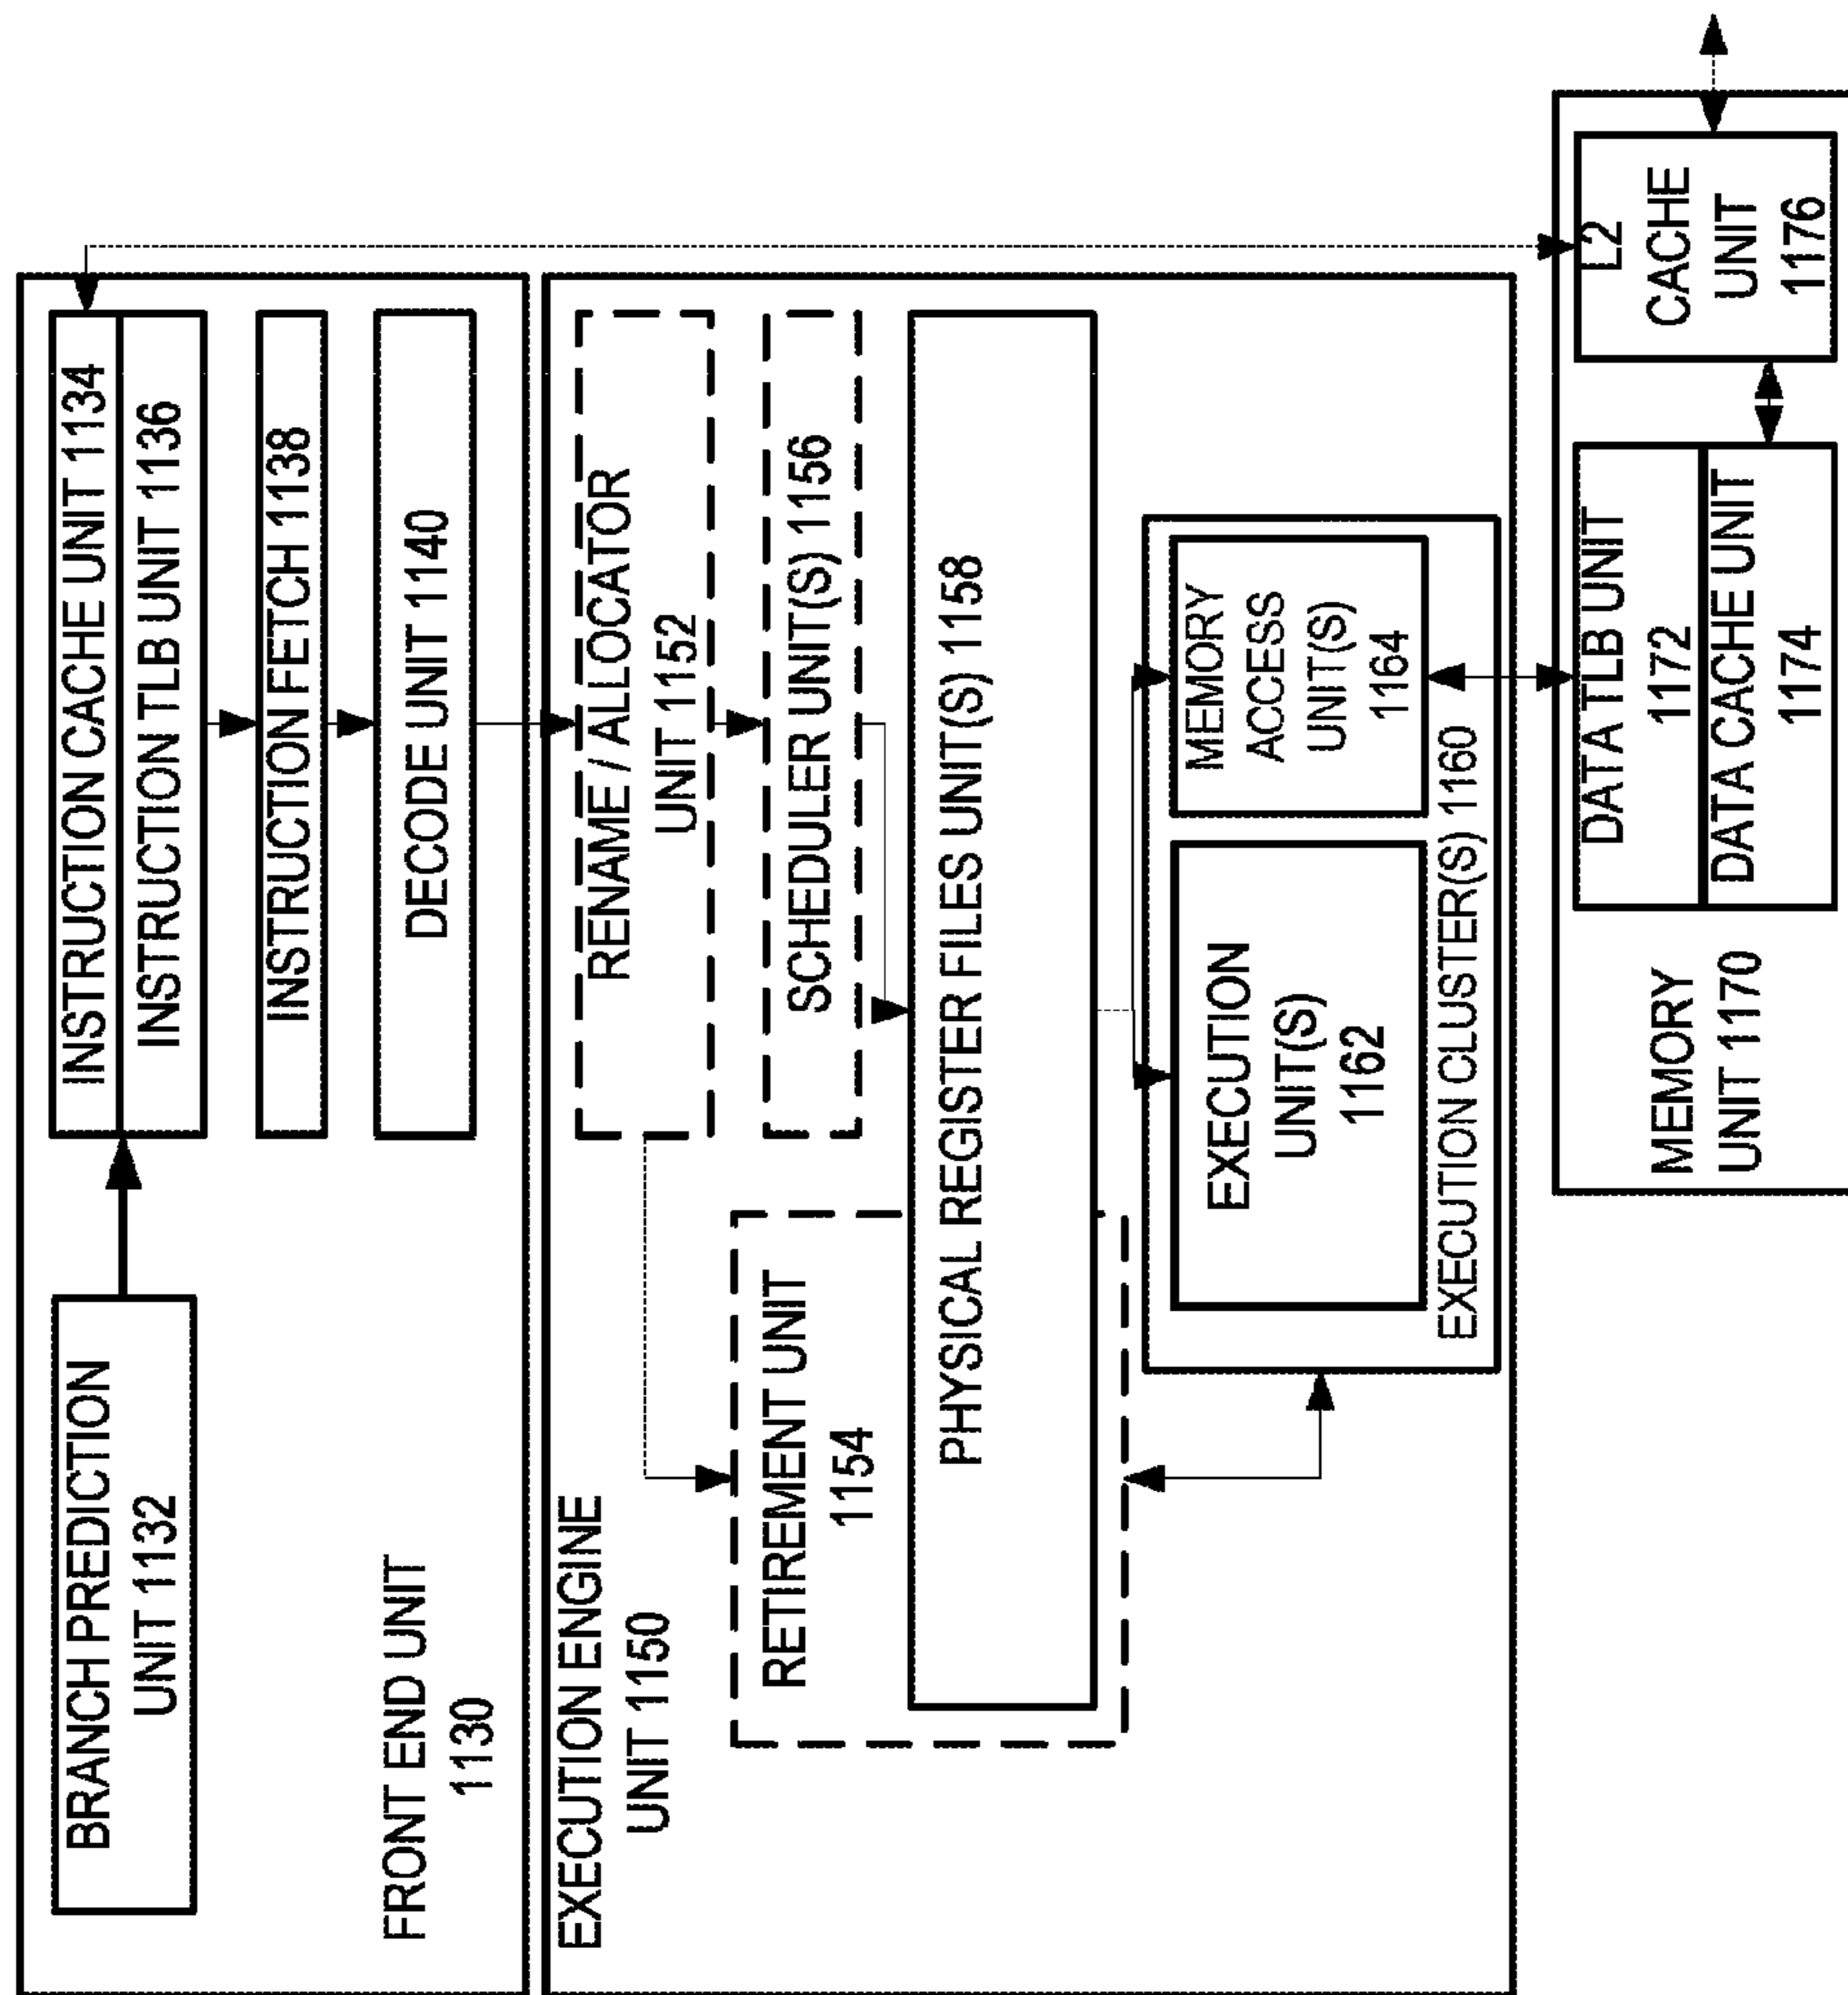 BRANCH PREDICTION
UNIT 1132
INSTRUCTION CACHE UNIT 1134
INSTRUCTION TLB UNIT 1136
INSTRUCTION FETCH 1138
DECODE UNIT 1140
FRONT END UNIT
1130
EXECUTION ENGINE
UNIT 1150
RENAME / ALLOCATOR
UNIT 1152
RETIREMENT UNIT
1154
SCHEDULER UNIT(S) 1156
PHYSICAL REGISTER FILES UNIT(S) 1158
EXECUTION
UNIT(S)
1162
MEMORY
ACCESS
UNIT(S)
1164
EXECUTION CLUSTER(S) 1160
MEMORY
UNIT 1170
DATA TLB UNIT
1172
DATA CACHE UNIT
1174
L2
CACHE
UNIT
1176